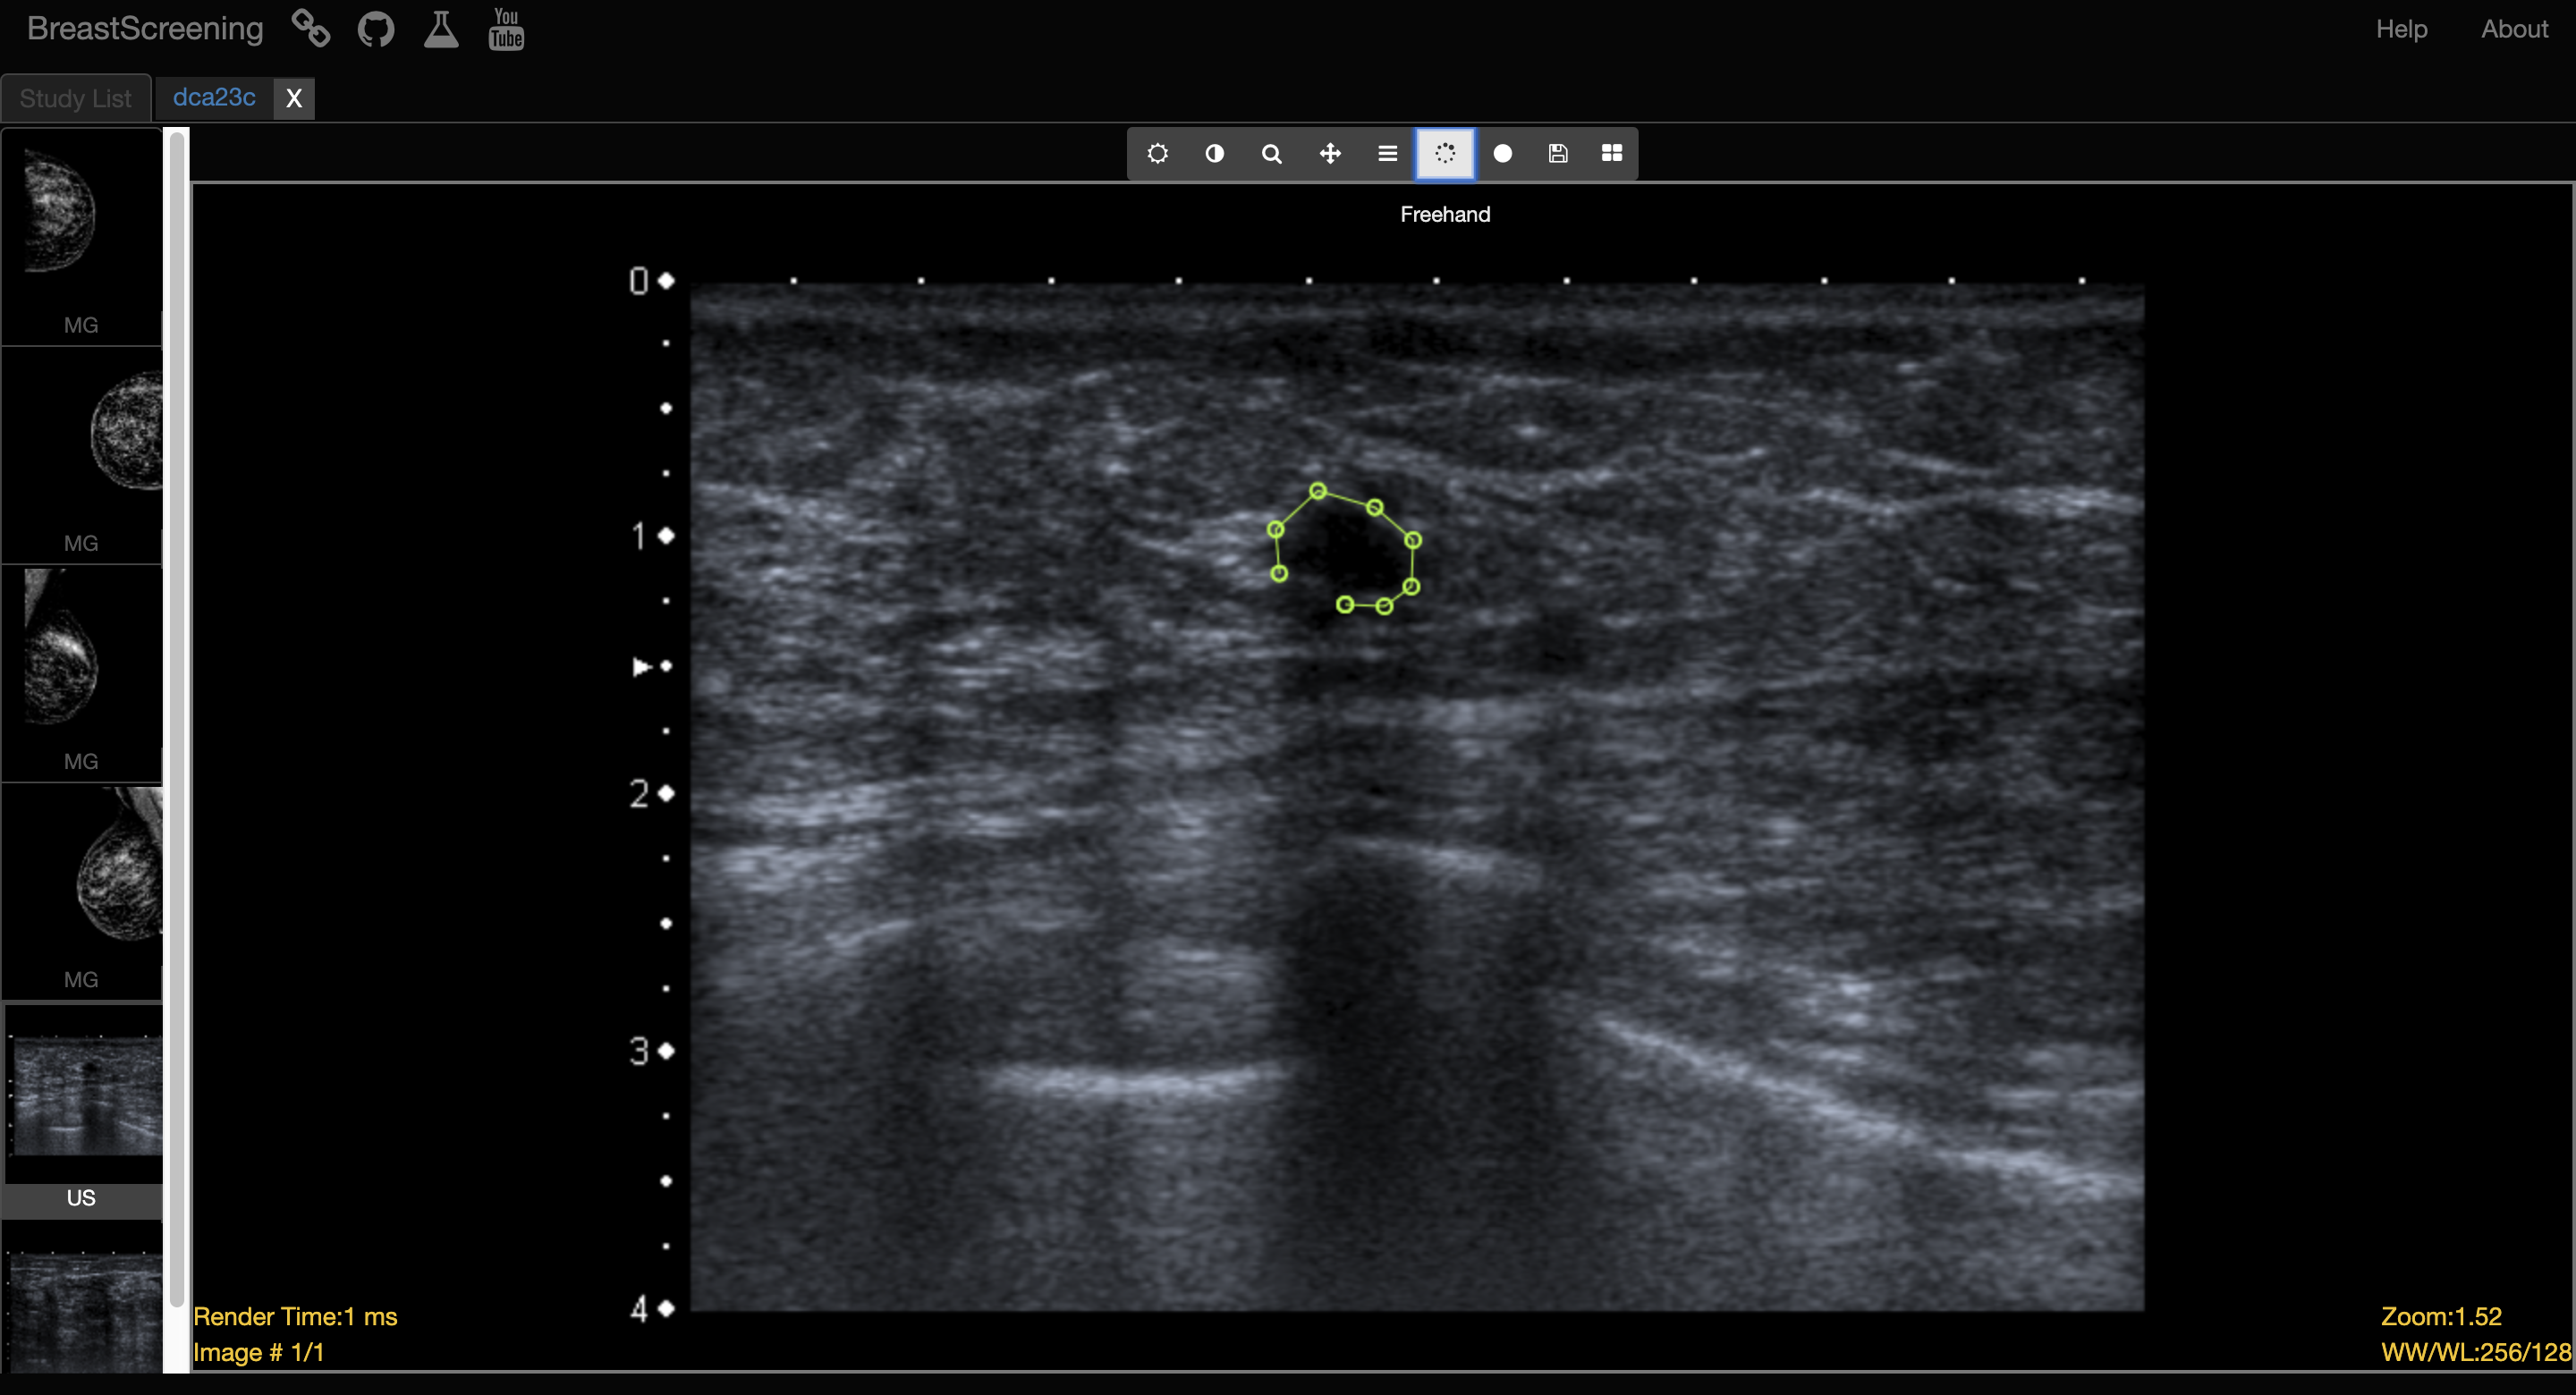 BreastScreening You Tube Help About
Study List dca23c X
Freehand
MG
MG
MG
MG
US
0
1
2
3
4
Render Time:1 ms
Image # 1/1
Zoom:1.52
WW/WL:256/128